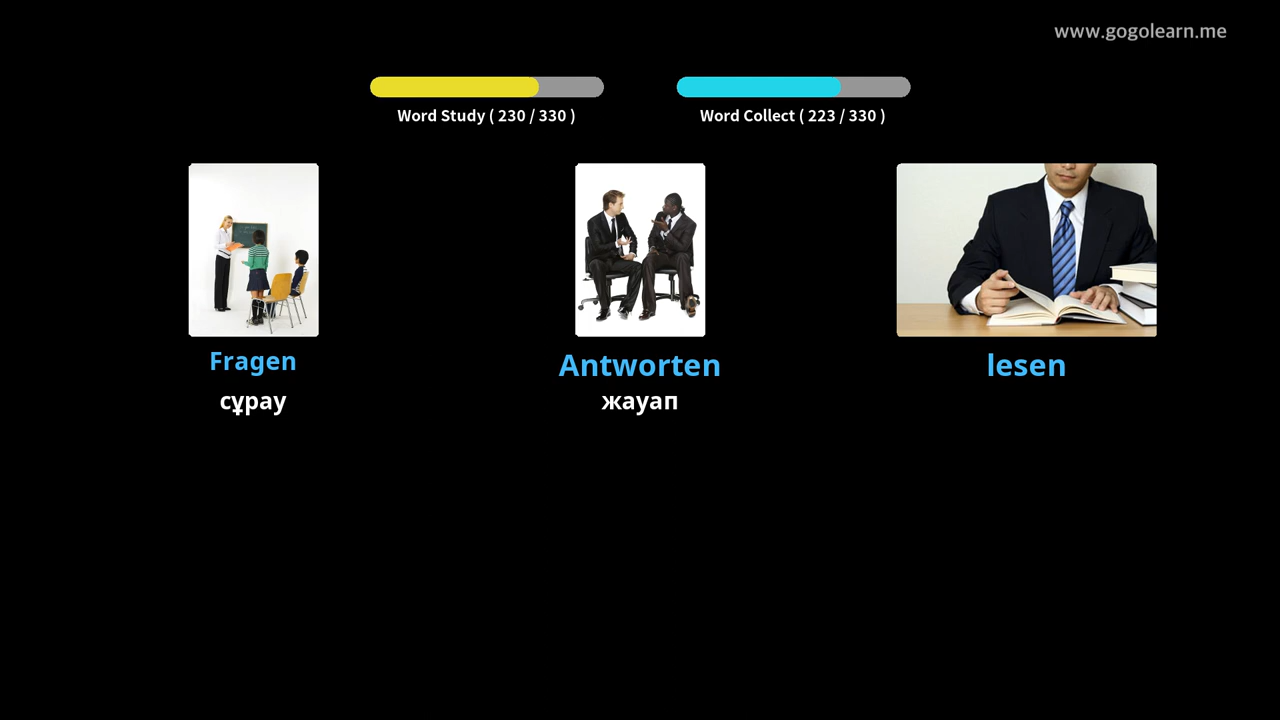 www.gogolearn.me
Word Study ( 230 / 330 )
Word Collect ( 223 / 330 )
Fragen
Antworten
lesen
сұрау
жауап